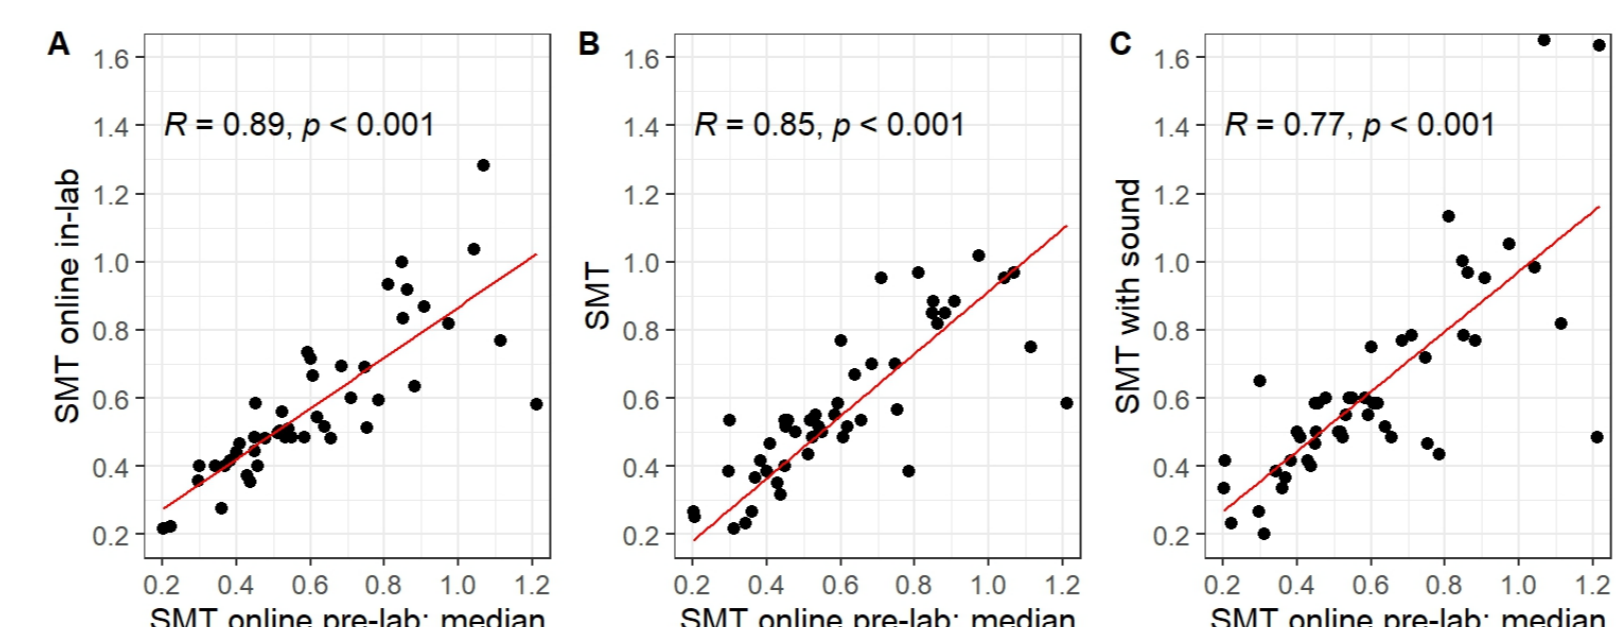 A
B
C
R = 0.89, p < 0.001
R = 0.85, p < 0.001
R = 0.77, p < 0.001
SMT online in-lab
1.6
1.4
1.2
1.0
0.8
0.6
0.4
0.2
SMT
1.6
1.4
1.2
1.0
0.8
0.6
0.4
0.2
SMT with sound
1.6
1.4
1.2
1.0
0.8
0.6
0.4
0.2
0.2 0.4 0.6 0.8 1.0 1.2
0.2 0.4 0.6 0.8 1.0 1.2
0.2 0.4 0.6 0.8 1.0 1.2
SMT online pre-lab: median
SMT online pre-lab: median
SMT online pre-lab: median